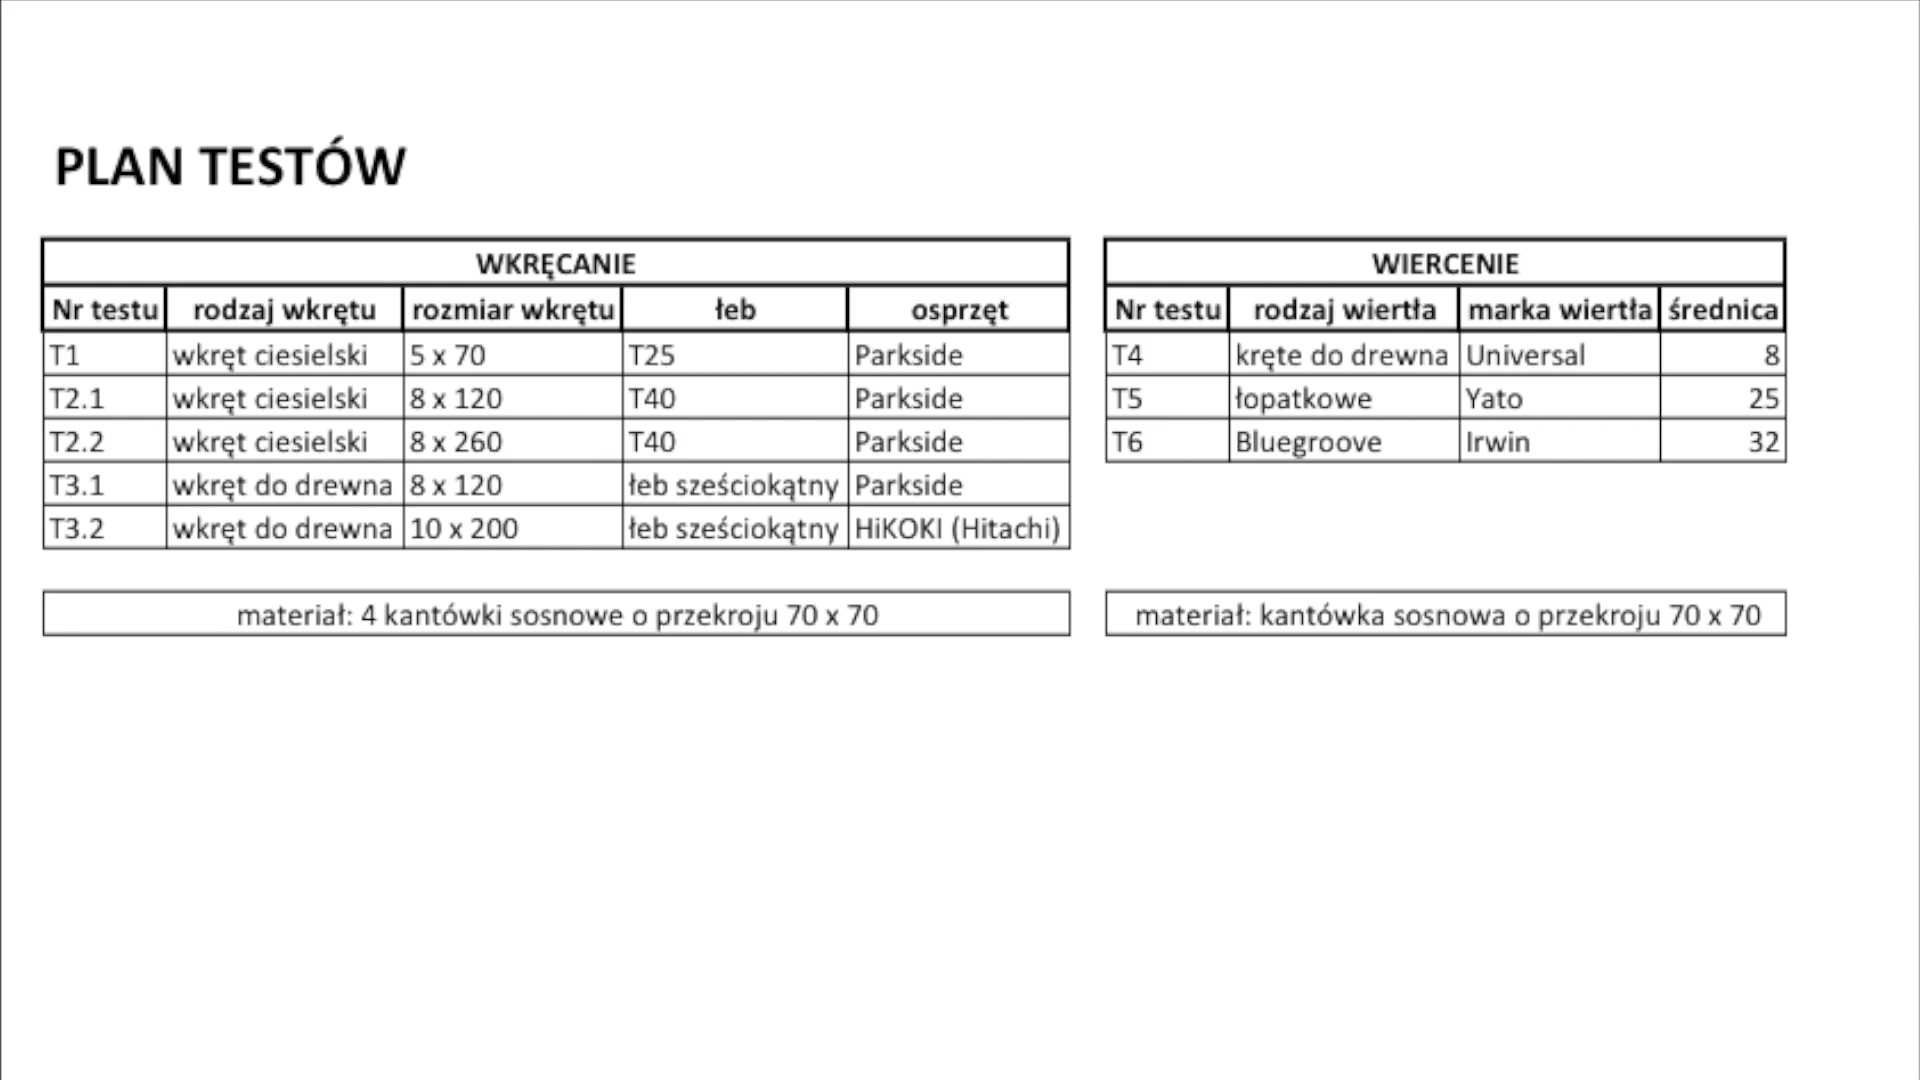 PLAN TESTÓW
WKRĘCANIE
Nr testu rodzaj wkrętu rozmiar wkrętu łeb osprzęt
T1 wkręt ciesielski 5 x 70 T25 Parkside
T2.1 wkręt ciesielski 8 x 120 T40 Parkside
T2.2 wkręt ciesielski 8 x 260 T40 Parkside
T3.1 wkręt do drewna 8 x 120 łeb sześciokątny Parkside
T3.2 wkręt do drewna 10 x 200 łeb sześciokątny HiKOKI (Hitachi)
materiał: 4 kantówki sosnowe o przekroju 70 x 70
WIERCENIE
Nr testu rodzaj wiertła marka wiertła średnica
T4 kręte do drewna Universal 8
T5 łopatkowe Yato 25
T6 Bluegroove Irwin 32
materiał: kantówka sosnowa o przekroju 70 x 70